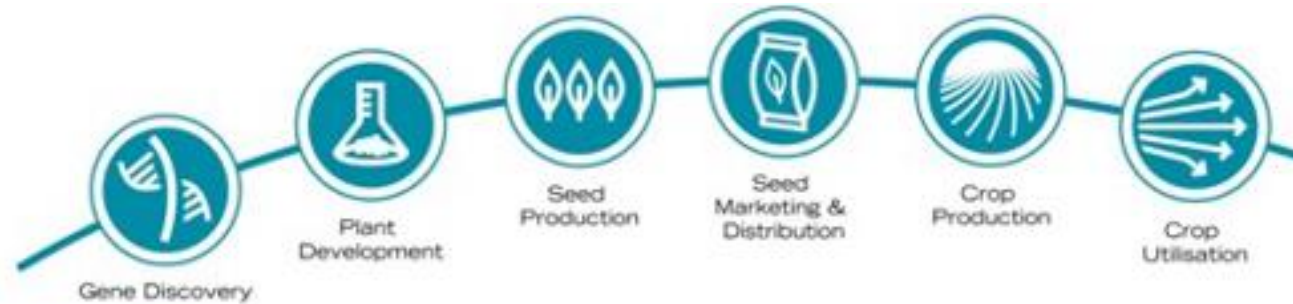 Gene Discovery
Plant
Development
Seed
Production
Seed
Marketing &
Distribution
Crop
Production
Crop
Utilisation